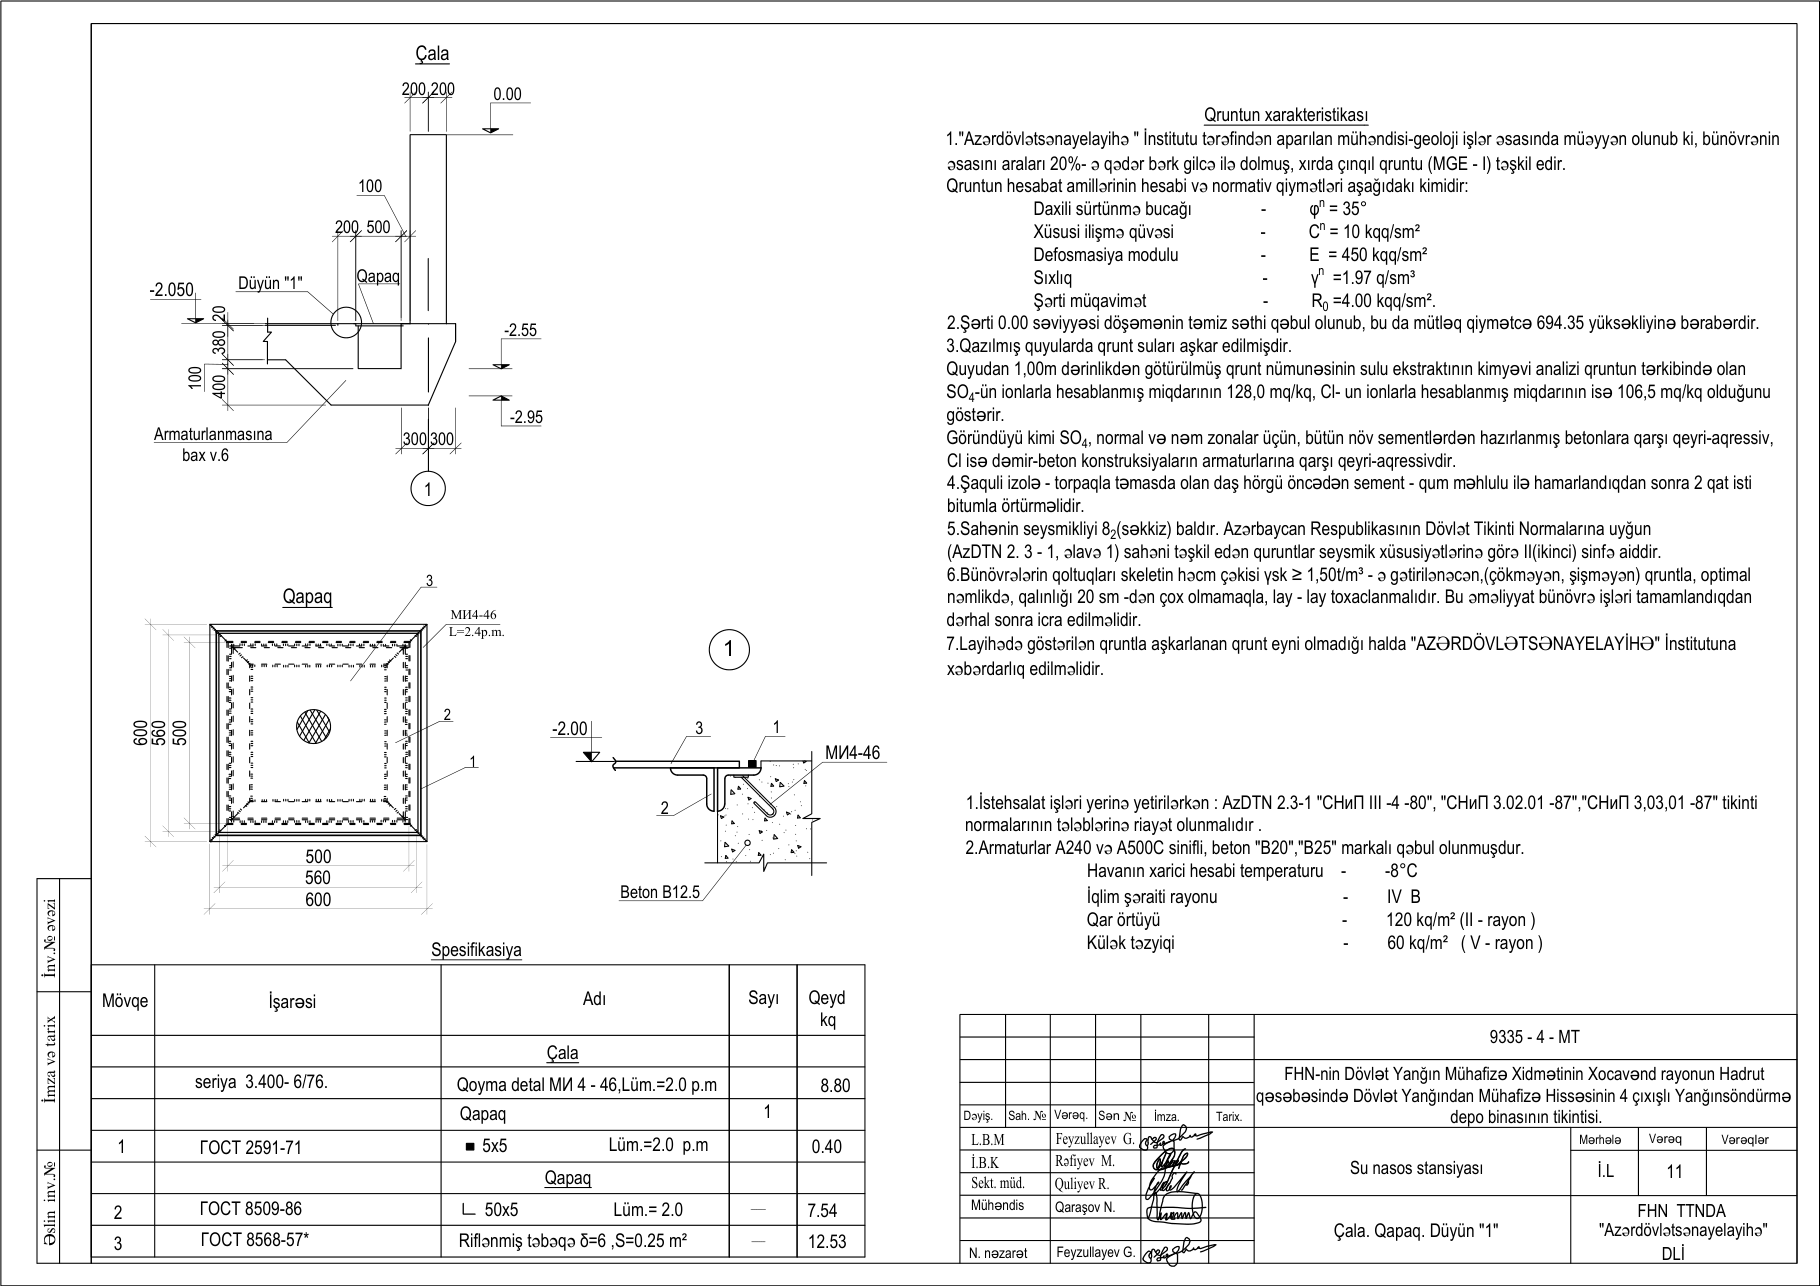 Çala
200 200
0.00
100
200 500
-2.050
Düyün "1"
Qapaq
20
380
100
400
-2.55
-2.95
Armaturlanmasına
bax v.6
300 300
1
Qapaq
3
МИ4-46
L=2.4p.m.
2
1
600
560
500
500
560
600
1
-2.00
3
1
МИ4-46
2
Beton B12.5
Qruntun xarakteristikası
1."Azərdövlətsənayelayihə " İnstitutu tərəfindən aparılan mühəndisi-geoloji işlər əsasında müəyyən olunub ki, bünövrənin
əsasını araları 20%- ə qədər bərk gilcə ilə dolmuş, xırda çınqıl qruntu (MGE - I) təşkil edir.
Qruntun hesabat amillərinin hesabi və normativ qiymətləri aşağıdakı kimidir:
Daxili sürtünmə bucağı - φⁿ = 35°
Xüsusi ilişmə qüvəsi - Cⁿ = 10 kqq/sm²
Defosmasiya modulu - E = 450 kqq/sm²
Sıxlıq - γⁿ =1.97 q/sm³
Şərti müqavimət - R₀ =4.00 kqq/sm².
2.Şərti 0.00 səviyyəsi döşəmənin təmiz səthi qəbul olunub, bu da mütləq qiymətcə 694.35 yüksəkliyinə bərabərdir.
3.Qazılmış quyularda qrunt suları aşkar edilmişdir.
Quyudan 1,00m dərinlikdən götürülmüş qrunt nümunəsinin sulu ekstraktının kimyəvi analizi qruntun tərkibində olan
SO₄-ün ionlarla hesablanmış miqdarının 128,0 mq/kq, Cl- un ionlarla hesablanmış miqdarının isə 106,5 mq/kq olduğunu
göstərir.
Göründüyü kimi SO₄, normal və nəm zonalar üçün, bütün növ sementlərdən hazırlanmış betonlara qarşı qeyri-aqressiv,
Cl isə dəmir-beton konstruksiyaların armaturlarına qarşı qeyri-aqressivdir.
4.Şaquli izolə - torpaqla təmasda olan daş hörgü öncədən sement - qum məhlulu ilə hamarlandıqdan sonra 2 qat isti
bitumla örtürməlidir.
5.Sahənin seysmikliyi 8₂(səkkiz) baldır. Azərbaycan Respublikasının Dövlət Tikinti Normalarına uyğun
(AzDTN 2. 3 - 1, əlavə 1) sahəni təşkil edən quruntlar seysmik xüsusiyətlərinə görə II(ikinci) sinfə aiddir.
6.Bünövrələrin qoltuqları skeletin həcm çəkisi γsk ≥ 1,50t/m³ - ə gətirilənəcən,(çökməyən, şişməyən) qruntla, optimal
nəmlikdə, qalınlığı 20 sm -dən çox olmamaqla, lay - lay toxaclanmalıdır. Bu əməliyyat bünövrə işləri tamamlandıqdan
dərhal sonra icra edilməlidir.
7.Layihədə göstərilən qruntla aşkarlanan qrunt eyni olmadığı halda "AZƏRDÖVLƏTSƏNAYELAYİHƏ" İnstitutuna
xəbərdarlıq edilməlidir.
1.İstehsalat işləri yerinə yetirilərkən : AzDTN 2.3-1 "СНиП III -4 -80", "СНиП 3.02.01 -87","СНиП 3,03,01 -87" tikinti
normalarının tələblərinə riayət olunmalıdır .
2.Armaturlar A240 və A500C sinifli, beton "B20","B25" markalı qəbul olunmuşdur.
Havanın xarici hesabi temperaturu - -8°C
İqlim şəraiti rayonu - IV B
Qar örtüyü - 120 kq/m² (II - rayon )
Külək təzyiqi - 60 kq/m² ( V - rayon )
Spesifikasiya
Mövqe İşarəsi Adı Sayı Qeyd kq
Çala
seriya 3.400- 6/76. Qoyma detal МИ 4 - 46,Lüm.=2.0 p.m 8.80
Qapaq 1
1 ГОСТ 2591-71 ■ 5x5 Lüm.=2.0 p.m 0.40
Qapaq
2 ГОСТ 8509-86 ∟ 50x5 Lüm.= 2.0 — 7.54
3 ГОСТ 8568-57* Riflənmiş təbəqə δ=6 ,S=0.25 m² — 12.53
İnv.№ əvəzi
İmza və tarix
Əslin inv.№
9335 - 4 - MT
FHN-nin Dövlət Yanğın Mühafizə Xidmətinin Xocavənd rayonun Hadrut
qəsəbəsində Dövlət Yanğından Mühafizə Hissəsinin 4 çıxışlı Yanğınsöndürmə
depo binasının tikintisi.
Dəyiş. Sah. № Vərəq. Sən № İmza. Tarix.
L.B.M Feyzullayev G.
İ.B.K Rəfiyev M.
Sekt. müd. Quliyev R.
Mühəndis Qaraşov N.
N. nəzarət Feyzullayev G.
Su nasos stansiyası
Mərhələ Vərəq Vərəqlər
İ.L 11
Çala. Qapaq. Düyün "1"
FHN TTNDA
"Azərdövlətsənayelayihə"
DLİ